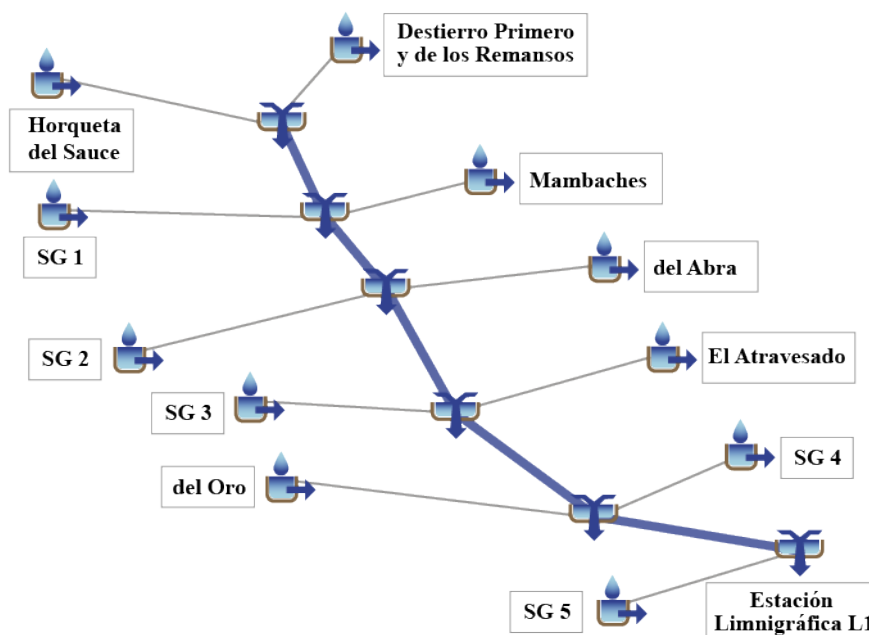 Destierro Primero
y de los Remansos
Horqueta
del Sauce
Mambaches
SG 1
del Abra
SG 2
El Atravesado
SG 3
SG 4
del Oro
SG 5
Estación
Limnigráfica L1